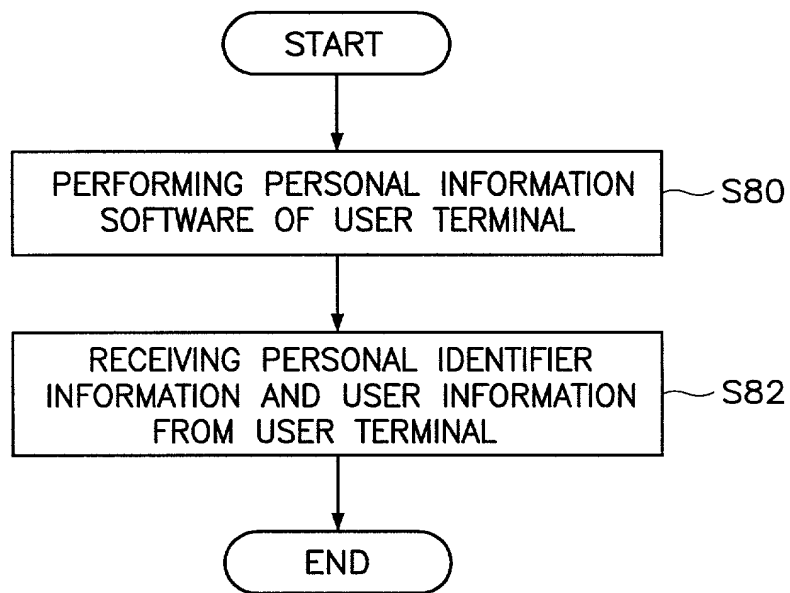 START
PERFORMING PERSONAL INFORMATION
SOFTWARE OF USER TERMINAL
S80
RECEIVING PERSONAL IDENTIFIER
INFORMATION AND USER INFORMATION
FROM USER TERMINAL
S82
END